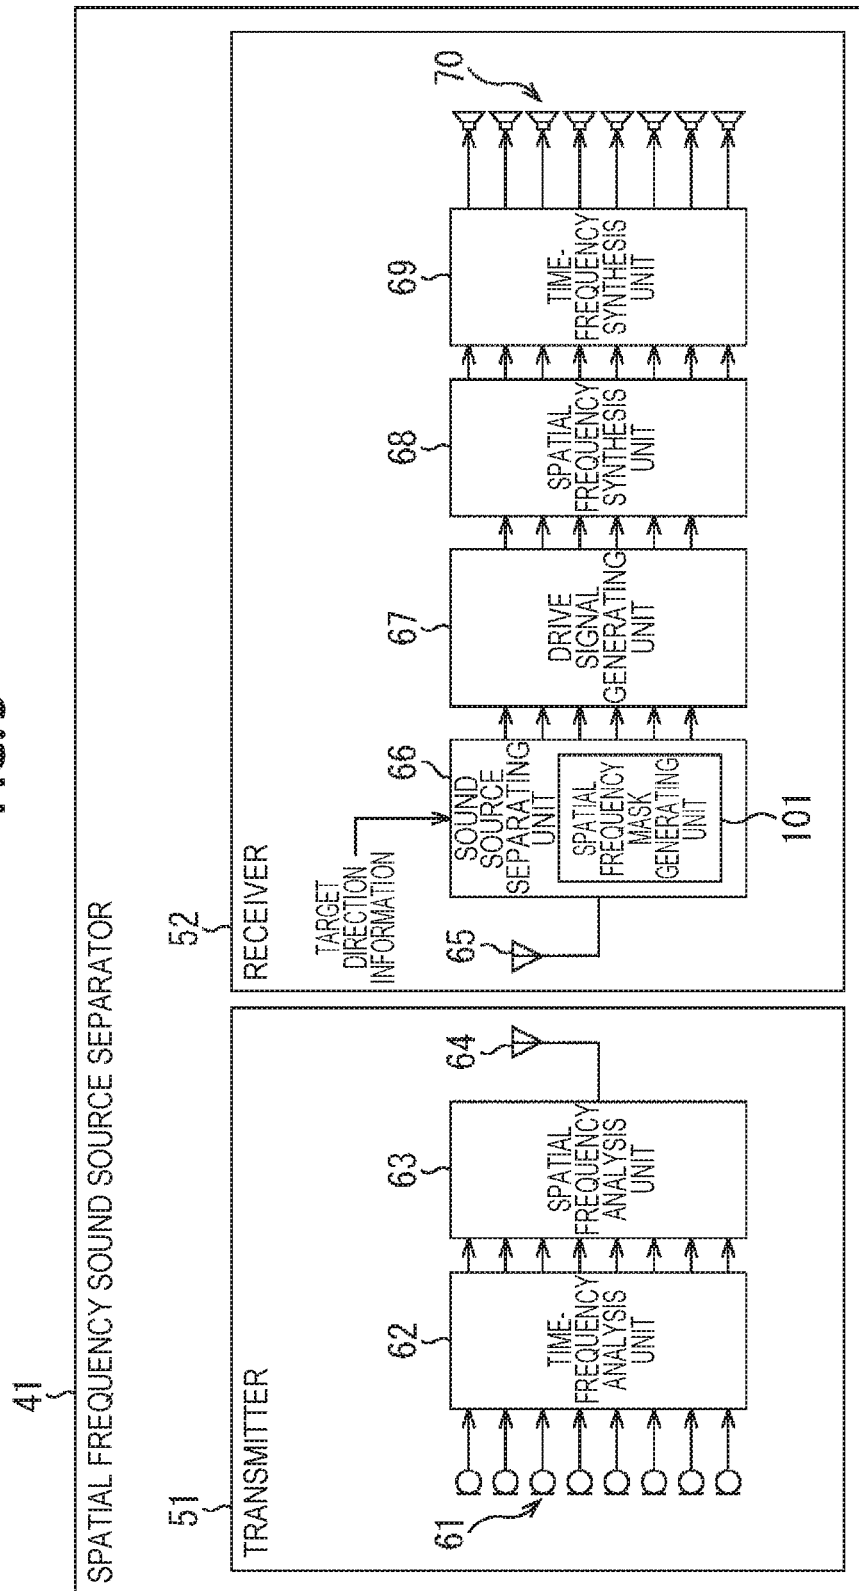 41
SPATIAL FREQUENCY SOUND SOURCE SEPARATOR
51
TRANSMITTER
61
62
TIME-
FREQUENCY
ANALYSIS
UNIT
63
SPATIAL
FREQUENCY
ANALYSIS
UNIT
64
52
RECEIVER
TARGET
DIRECTION
INFORMATION
65
66
SOUND
SOURCE
SEPARATING
UNIT
SPATIAL
FREQUENCY
MASK
GENERATING
UNIT
101
67
DRIVE
SIGNAL
GENERATING
UNIT
68
SPATIAL
FREQUENCY
SYNTHESIS
UNIT
69
TIME-
FREQUENCY
SYNTHESIS
UNIT
70